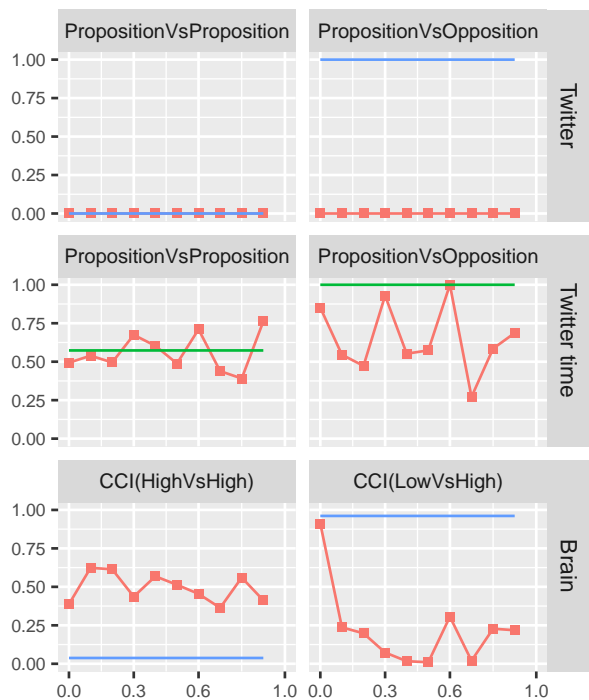 PropositionVsProposition PropositionVsOpposition
1.00
0.75
0.50
0.25
0.00
Twitter
PropositionVsProposition PropositionVsOpposition
1.00
0.75
0.50
0.25
0.00
Twitter time
CCI(HighVsHigh) CCI(LowVsHigh)
1.00
0.75
0.50
0.25
0.00
Brain
0.0 0.3 0.6 1.0 0.0 0.3 0.6 1.0